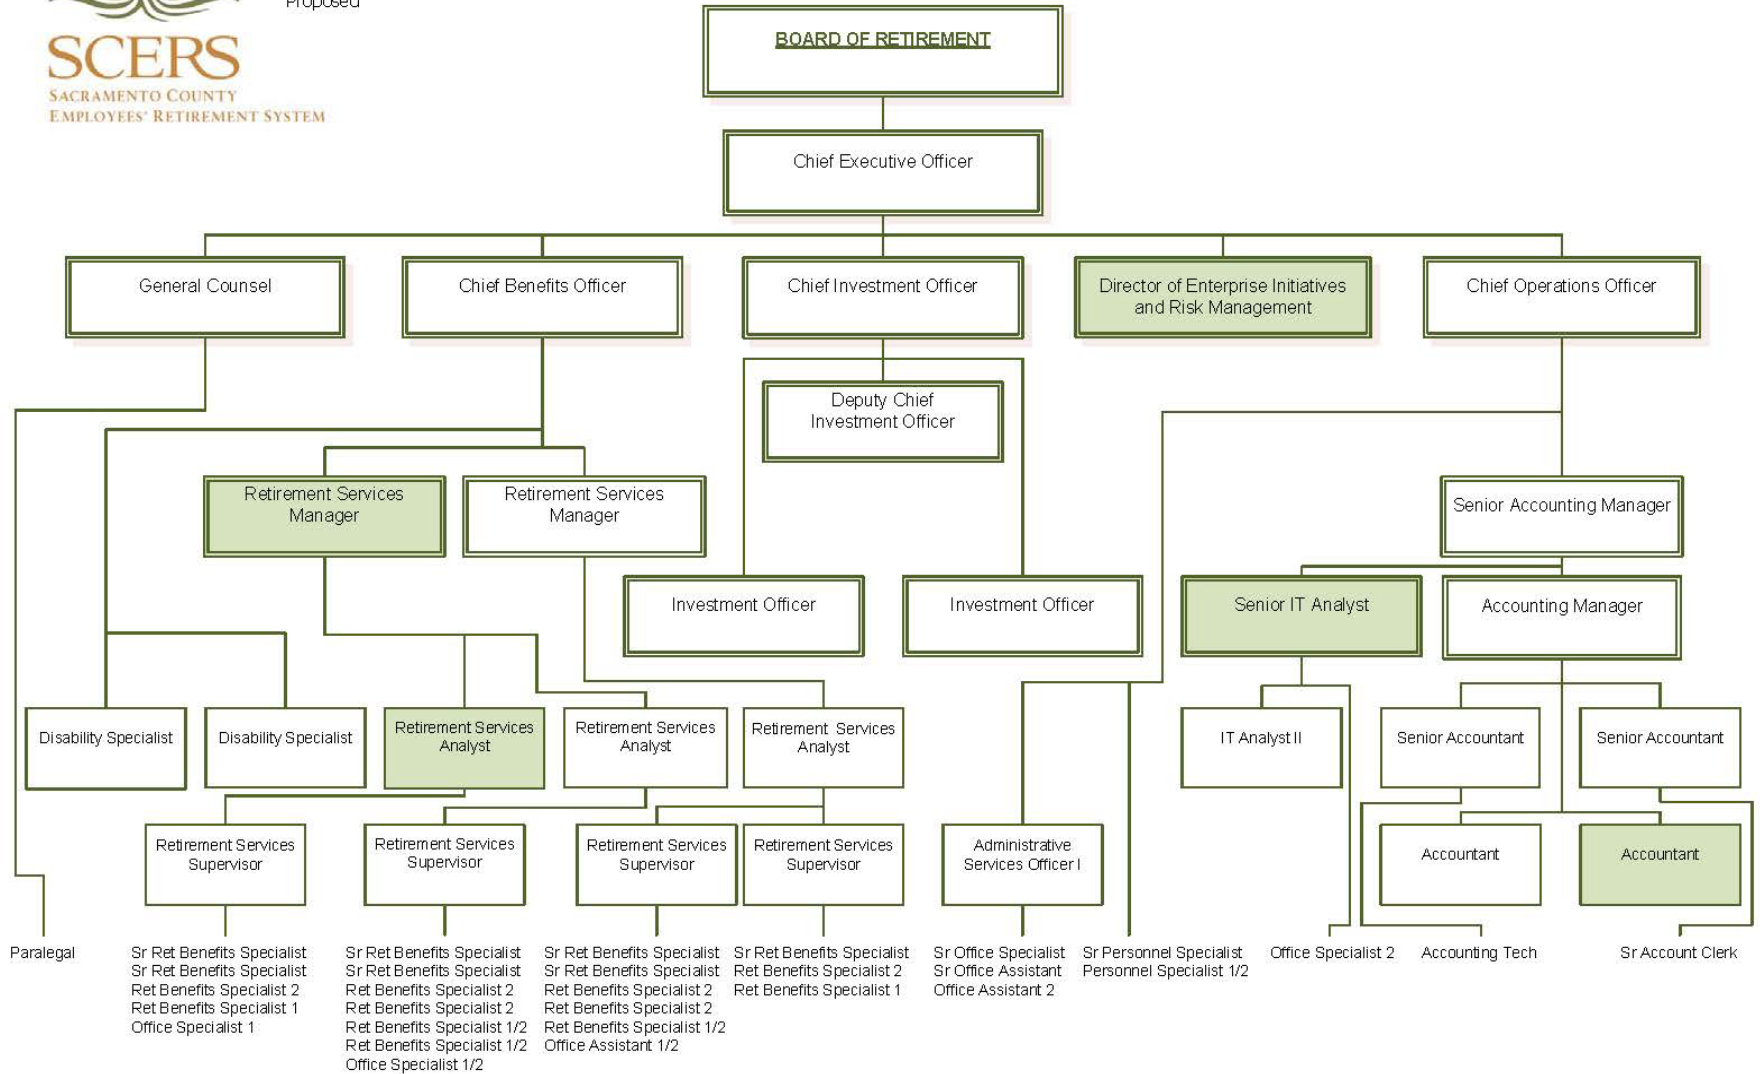 Proposed
SCERS
SACRAMENTO COUNTY
EMPLOYEES' RETIREMENT SYSTEM
BOARD OF RETIREMENT
Chief Executive Officer
General Counsel
Chief Benefits Officer
Chief Investment Officer
Director of Enterprise Initiatives
and Risk Management
Chief Operations Officer
Deputy Chief
Investment Officer
Retirement Services
Manager
Retirement Services
Manager
Senior Accounting Manager
Investment Officer
Investment Officer
Senior IT Analyst
Accounting Manager
Disability Specialist
Disability Specialist
Retirement Services
Analyst
Retirement Services
Analyst
Retirement Services
Analyst
IT Analyst II
Senior Accountant
Senior Accountant
Retirement Services
Supervisor
Retirement Services
Supervisor
Retirement Services
Supervisor
Retirement Services
Supervisor
Administrative
Services Officer I
Accountant
Accountant
Paralegal
Sr Ret Benefits Specialist
Sr Ret Benefits Specialist
Ret Benefits Specialist 2
Ret Benefits Specialist 1
Office Specialist 1
Sr Ret Benefits Specialist
Sr Ret Benefits Specialist
Ret Benefits Specialist 2
Ret Benefits Specialist 2
Ret Benefits Specialist 1/2
Ret Benefits Specialist 1/2
Office Specialist 1/2
Sr Ret Benefits Specialist
Sr Ret Benefits Specialist
Ret Benefits Specialist 2
Ret Benefits Specialist 2
Ret Benefits Specialist 1/2
Office Assistant 1/2
Sr Ret Benefits Specialist
Ret Benefits Specialist 2
Ret Benefits Specialist 1
Sr Office Specialist
Sr Office Assistant
Office Assistant 2
Sr Personnel Specialist
Personnel Specialist 1/2
Office Specialist 2
Accounting Tech
Sr Account Clerk